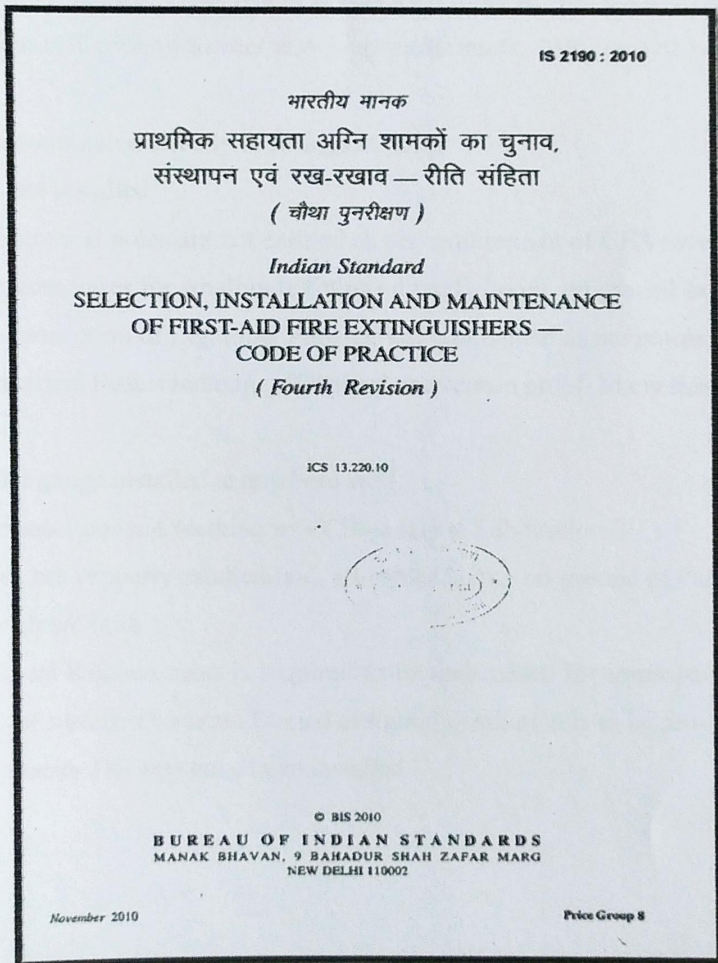 IS 2190 : 2010
भारतीय मानक
प्राथमिक सहायता अग्नि शामकों का चुनाव,
संस्थापन एवं रख-रखाव — रीति संहिता
( चौथा पुनरीक्षण )
Indian Standard
SELECTION, INSTALLATION AND MAINTENANCE
OF FIRST-AID FIRE EXTINGUISHERS —
CODE OF PRACTICE
( Fourth Revision )
ICS 13.220.10
© BIS 2010
BUREAU OF INDIAN STANDARDS
MANAK BHAVAN, 9 BAHADUR SHAH ZAFAR MARG
NEW DELHI 110002
November 2010
Price Group 8